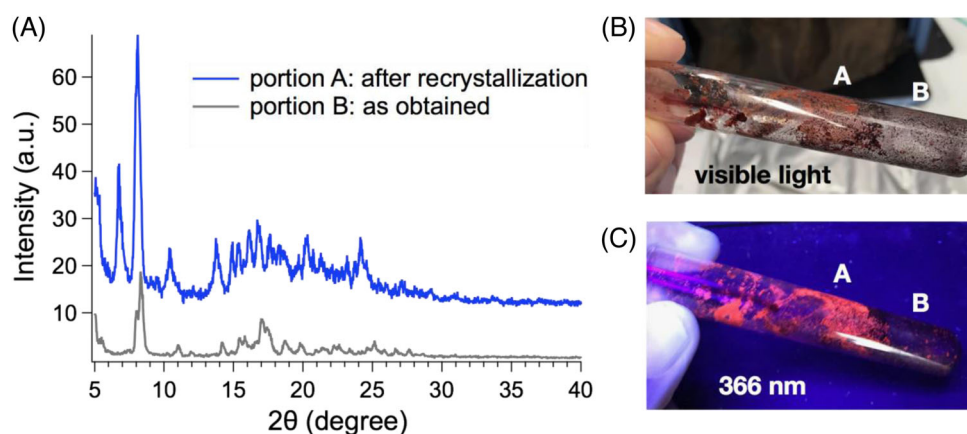 (A)
portion A: after recrystallization
portion B: as obtained
Intensity (a.u.)
60
50
40
30
20
10
5
10
15
20
25
30
35
40
2θ (degree)
(B)
A
B
visible light
(C)
A
B
366 nm